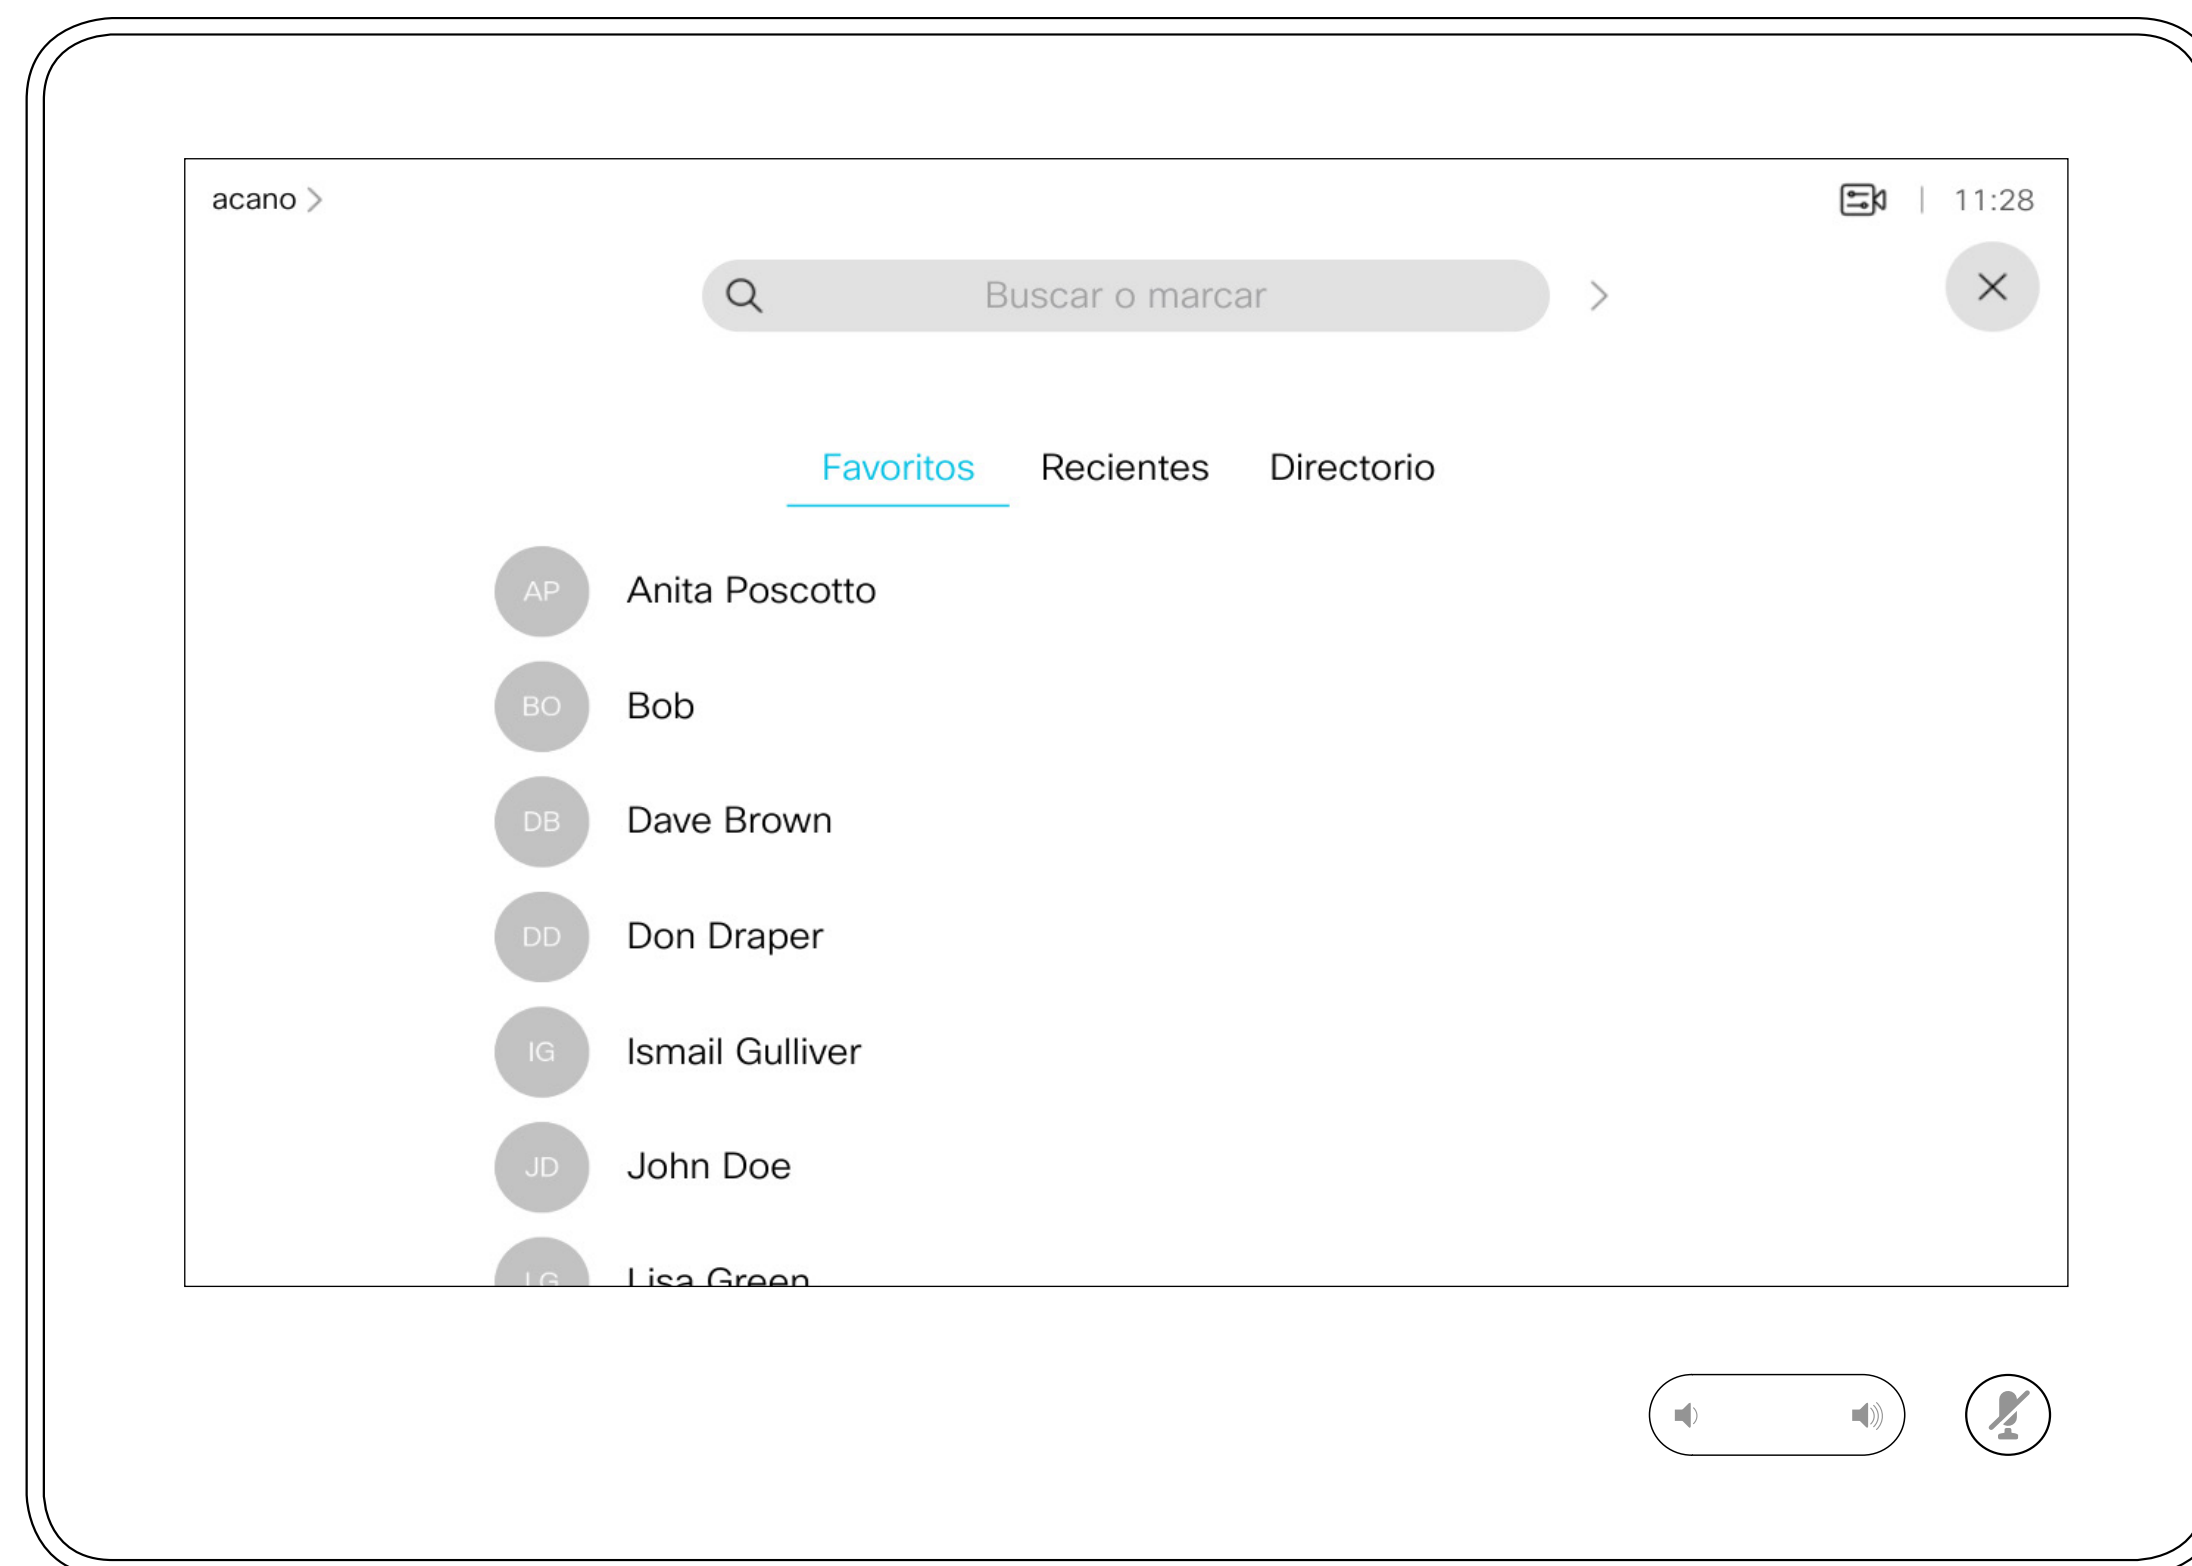 acano
11:28
Buscar o marcar
Favoritos Recientes Directorio
AP Anita Poscotto
BO Bob
DB Dave Brown
DD Don Draper
IG Ismail Gulliver
JD John Doe
LG Lisa Green